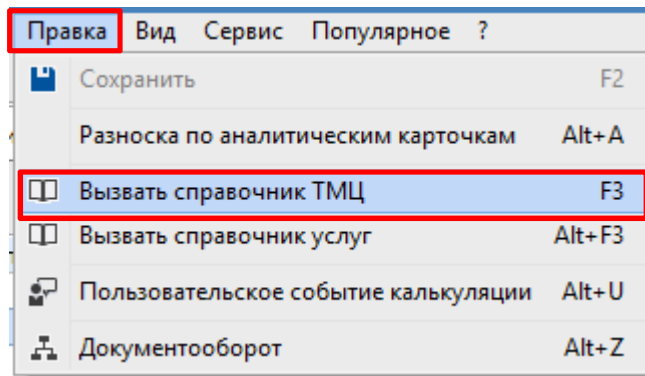 Правка Вид Сервис Популярное ?
Сохранить F2
Разноска по аналитическим карточкам Alt+A
Вызвать справочник ТМЦ F3
Вызвать справочник услуг Alt+F3
Пользовательское событие калькуляции Alt+U
Документооборот Alt+Z